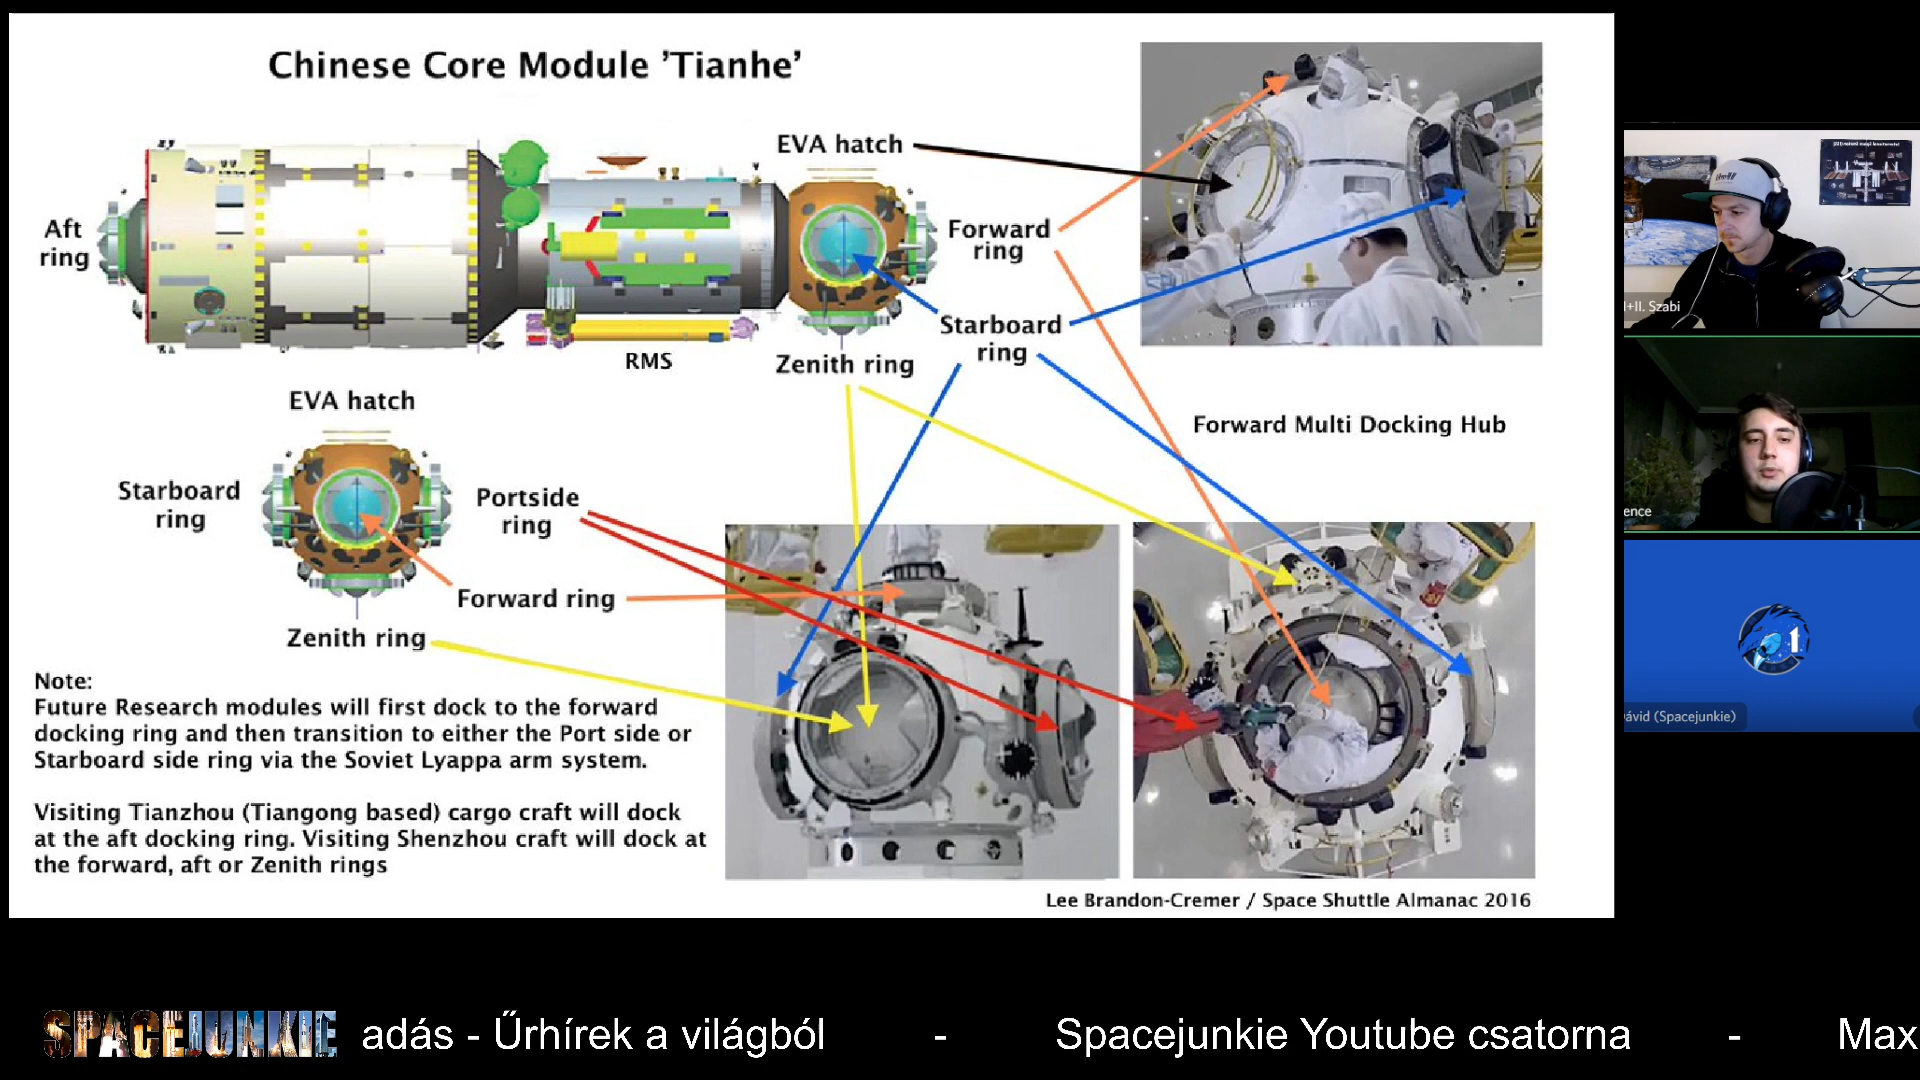 Chinese Core Module 'Tianhe'
EVA hatch
Aft
ring
Forward
ring
Starboard
ring
RMS
Zenith ring
EVA hatch
Forward Multi Docking Hub
Starboard
ring
Portside
ring
Forward ring
Zenith ring
Note:
Future Research modules will first dock to the forward
docking ring and then transition to either the Port side or
Starboard side ring via the Soviet Lyappa arm system.
Visiting Tianzhou (Tiangong based) cargo craft will dock
at the aft docking ring. Visiting Shenzhou craft will dock at
the forward, aft or Zenith rings
Lee Brandon-Cremer / Space Shuttle Almanac 2016
I+II. Szabi
ence
ávid (Spacejunkie)
SPACEJUNKIE adás - Űrhírek a világból - Spacejunkie Youtube csatorna - Max